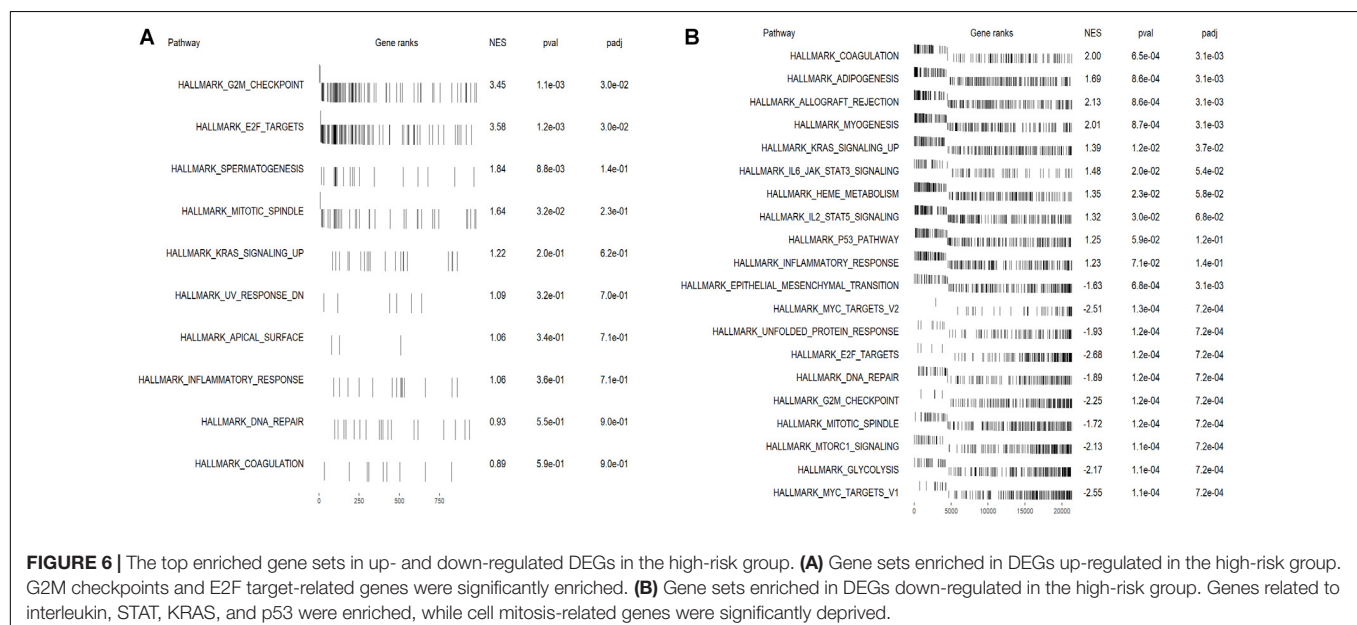 A
Pathway Gene ranks NES pval padj
HALLMARK_G2M_CHECKPOINT 3.45 1.1e-03 3.0e-02
HALLMARK_E2F_TARGETS 3.58 1.2e-03 3.0e-02
HALLMARK_SPERMATOGENESIS 1.84 8.8e-03 1.4e-01
HALLMARK_MITOTIC_SPINDLE 1.64 3.2e-02 2.3e-01
HALLMARK_KRAS_SIGNALING_UP 1.22 2.0e-01 6.2e-01
HALLMARK_UV_RESPONSE_DN 1.09 3.2e-01 7.0e-01
HALLMARK_APICAL_SURFACE 1.06 3.4e-01 7.1e-01
HALLMARK_INFLAMMATORY_RESPONSE 1.06 3.6e-01 7.1e-01
HALLMARK_DNA_REPAIR 0.93 5.5e-01 9.0e-01
HALLMARK_COAGULATION 0.89 5.9e-01 9.0e-01
0 250 500 750
B
Pathway Gene ranks NES pval padj
HALLMARK_COAGULATION 2.00 6.5e-04 3.1e-03
HALLMARK_ADIPOGENESIS 1.69 8.6e-04 3.1e-03
HALLMARK_ALLOGRAFT_REJECTION 2.13 8.6e-04 3.1e-03
HALLMARK_MYOGENESIS 2.01 8.7e-04 3.1e-03
HALLMARK_KRAS_SIGNALING_UP 1.39 1.2e-02 3.7e-02
HALLMARK_IL6_JAK_STAT3_SIGNALING 1.48 2.0e-02 5.4e-02
HALLMARK_HEME_METABOLISM 1.35 2.3e-02 5.8e-02
HALLMARK_IL2_STAT5_SIGNALING 1.32 3.0e-02 6.8e-02
HALLMARK_P53_PATHWAY 1.25 5.9e-02 1.2e-01
HALLMARK_INFLAMMATORY_RESPONSE 1.23 7.1e-02 1.4e-01
HALLMARK_EPITHELIAL_MESENCHYMAL_TRANSITION -1.63 6.8e-04 3.1e-03
HALLMARK_MYC_TARGETS_V2 -2.51 1.3e-04 7.2e-04
HALLMARK_UNFOLDED_PROTEIN_RESPONSE -1.93 1.2e-04 7.2e-04
HALLMARK_E2F_TARGETS -2.68 1.2e-04 7.2e-04
HALLMARK_DNA_REPAIR -1.89 1.2e-04 7.2e-04
HALLMARK_G2M_CHECKPOINT -2.25 1.2e-04 7.2e-04
HALLMARK_MITOTIC_SPINDLE -1.72 1.2e-04 7.2e-04
HALLMARK_MTORC1_SIGNALING -2.13 1.1e-04 7.2e-04
HALLMARK_GLYCOLYSIS -2.17 1.1e-04 7.2e-04
HALLMARK_MYC_TARGETS_V1 -2.55 1.1e-04 7.2e-04
0 5000 10000 15000 20000
FIGURE 6 | The top enriched gene sets in up- and down-regulated DEGs in the high-risk group. (A) Gene sets enriched in DEGs up-regulated in the high-risk group.
G2M checkpoints and E2F target-related genes were significantly enriched. (B) Gene sets enriched in DEGs down-regulated in the high-risk group. Genes related to
interleukin, STAT, KRAS, and p53 were enriched, while cell mitosis-related genes were significantly deprived.